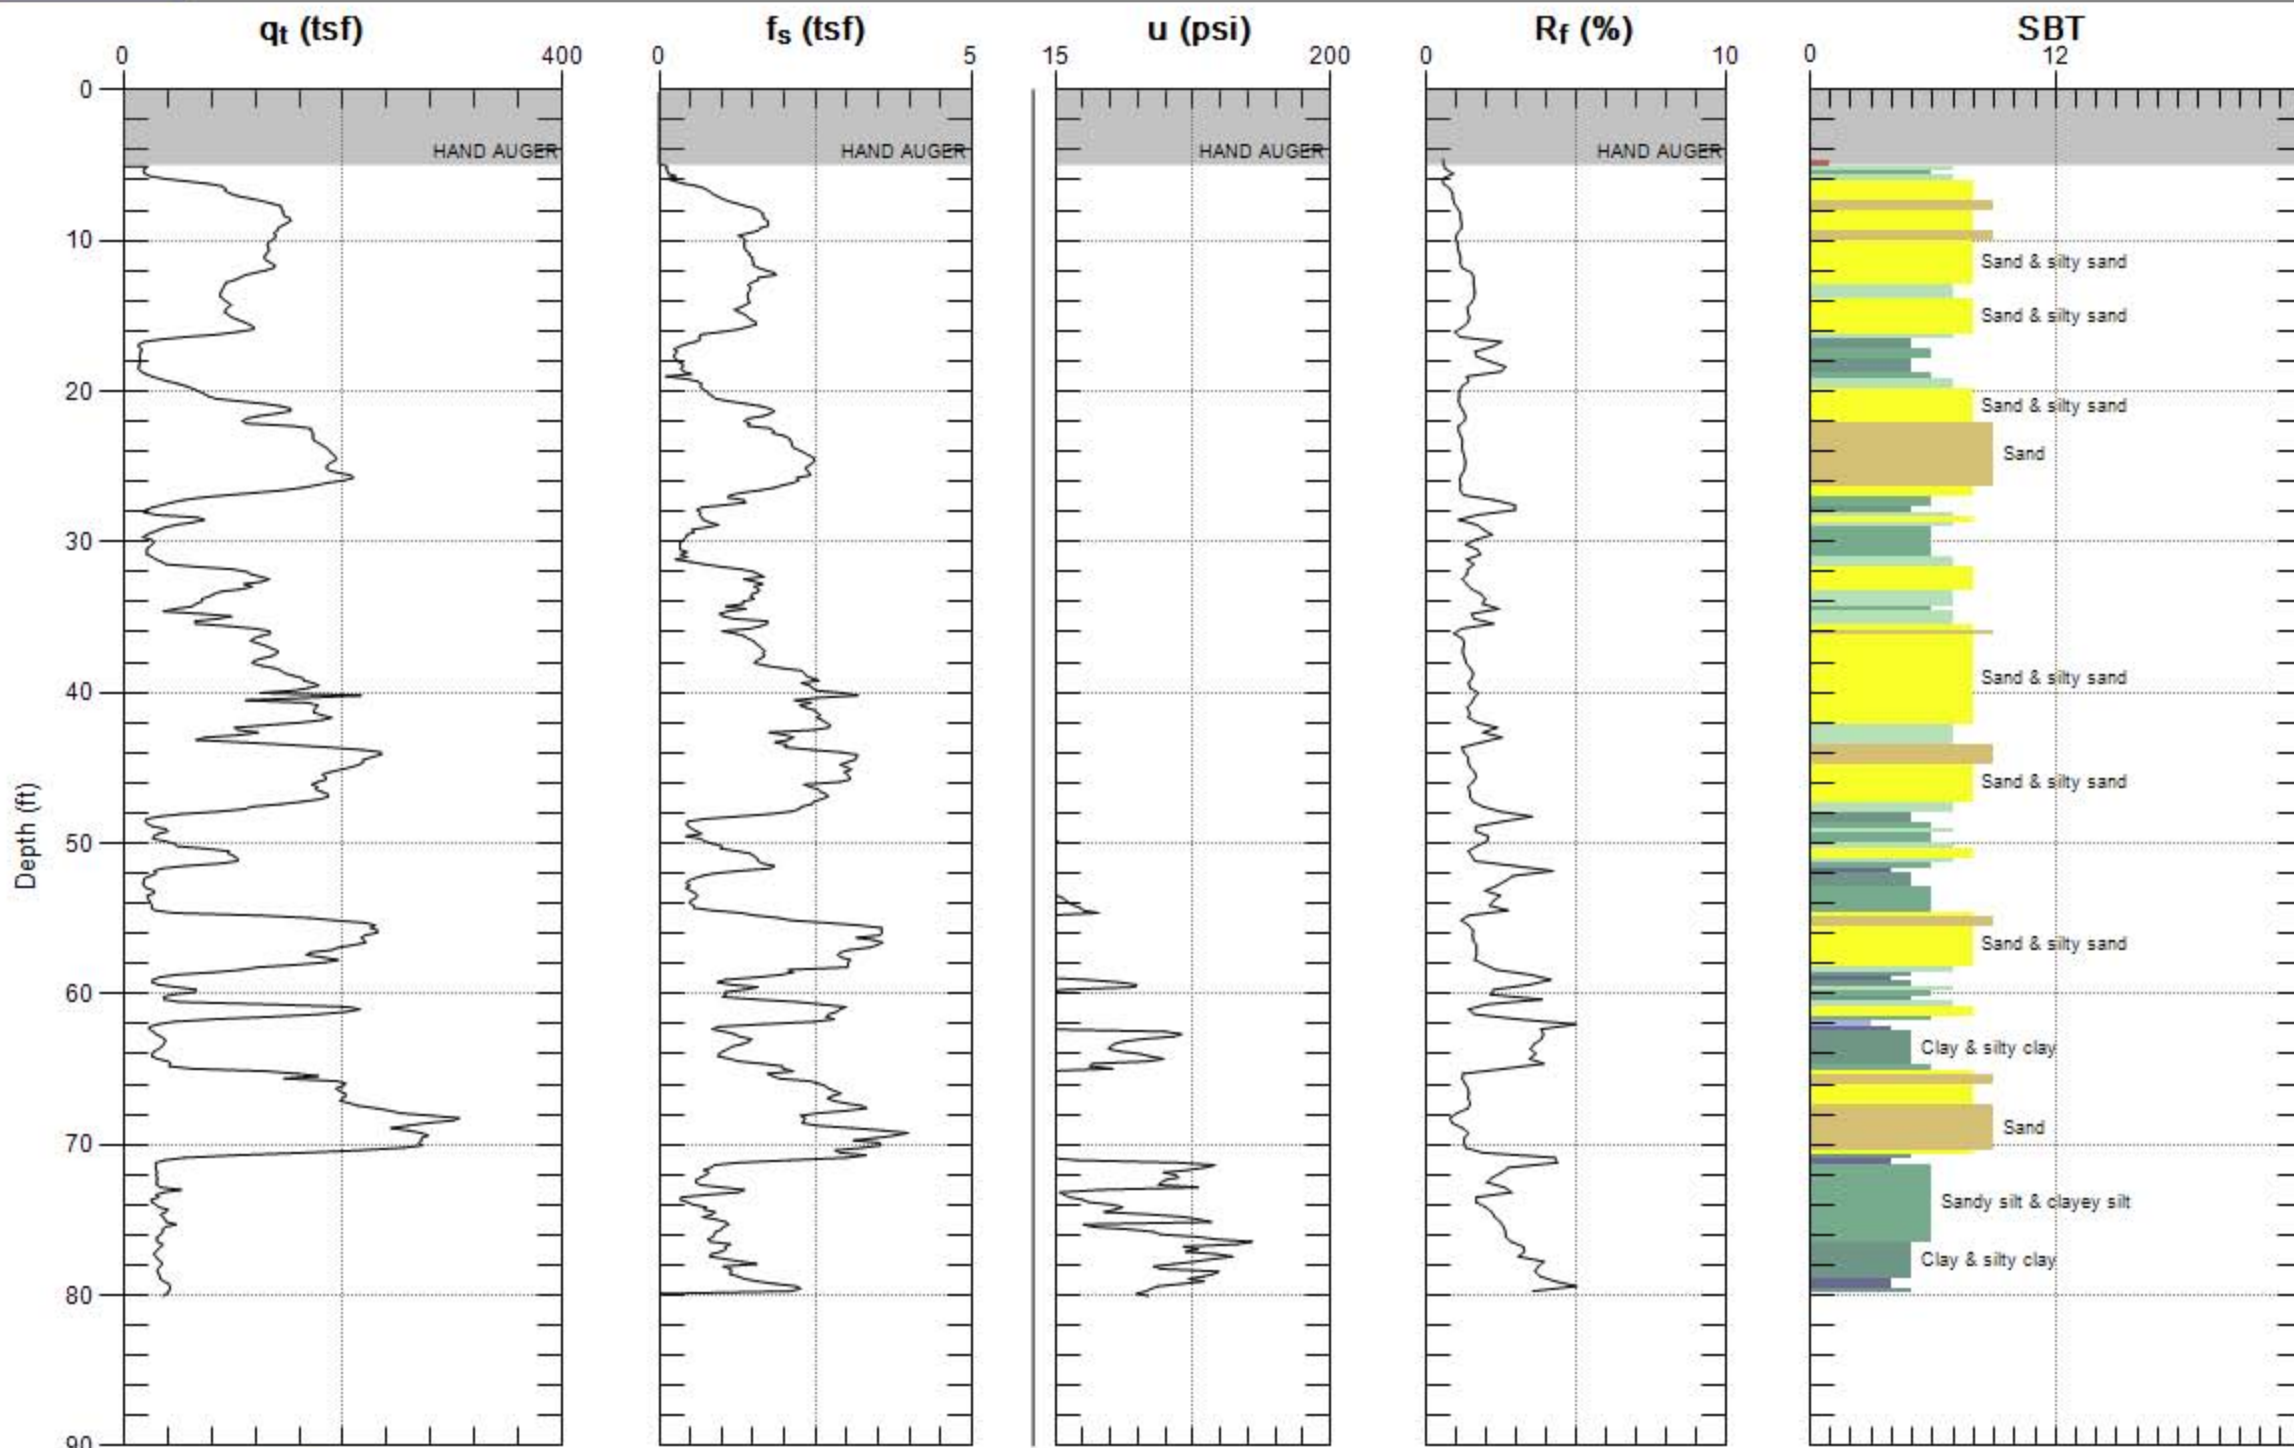 qt (tsf) fs (tsf) u (psi) Rf (%) SBT
0 400 0 5 15 200 0 10 0 12
0
HAND AUGER HAND AUGER HAND AUGER HAND AUGER
10
Sand & silty sand
Sand & silty sand
20
Sand & silty sand
Sand
30
Sand & silty sand
40
Sand & silty sand
Depth (ft)
50
Sand & silty sand
60
Clay & silty clay
Sand
70
Sandy silt & clayey silt
Clay & silty clay
80
90